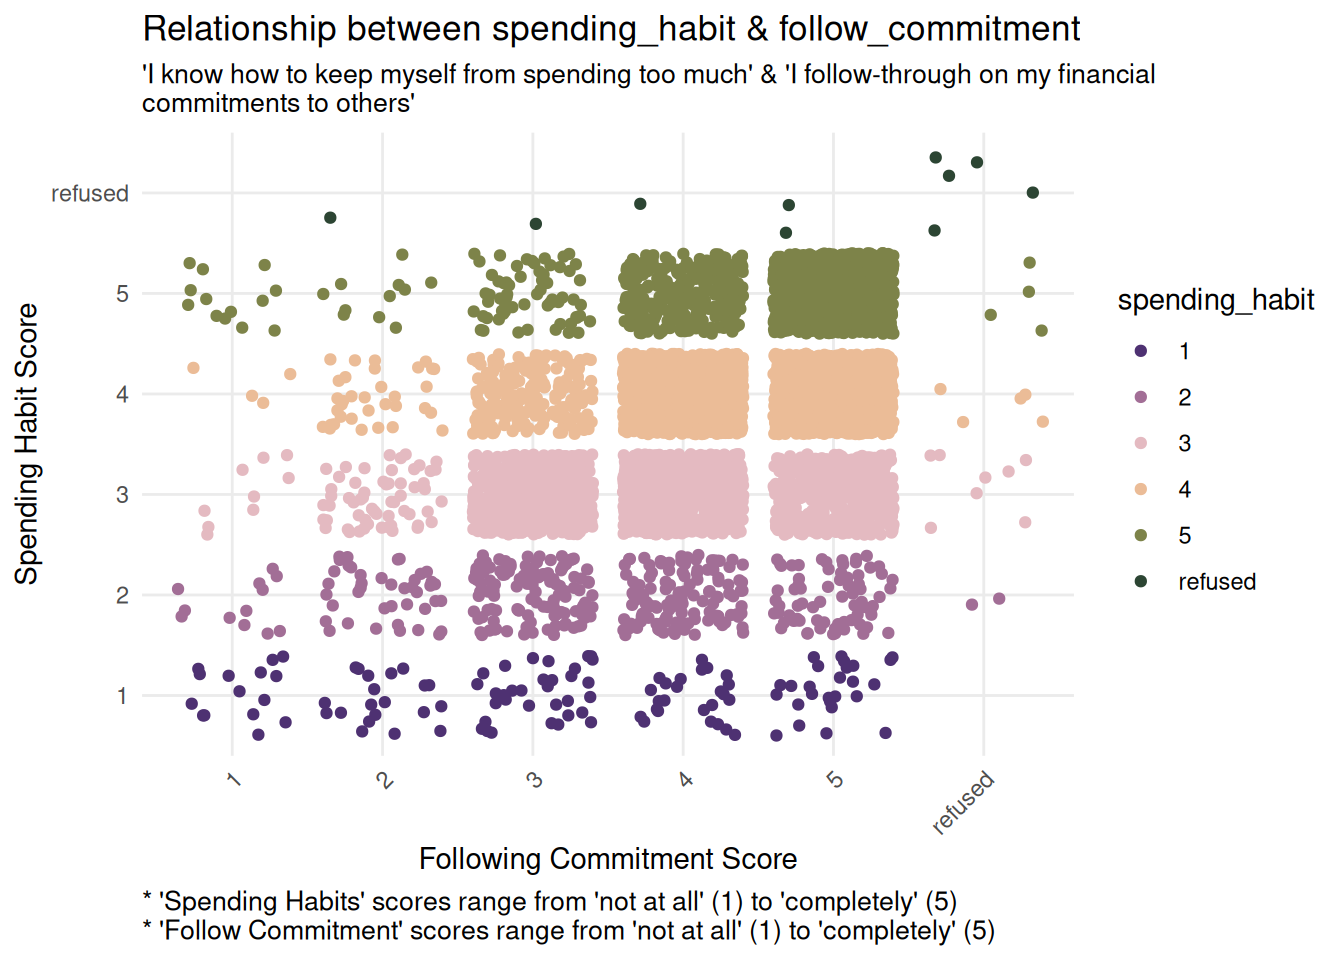 Relationship between spending_habit & follow_commitment
'I know how to keep myself from spending too much' & 'I follow-through on my financial
commitments to others'
Spending Habit Score
refused
5
4
3
2
1
1
2
3
4
5
refused
Following Commitment Score
spending_habit
1
2
3
4
5
refused
* 'Spending Habits' scores range from 'not at all' (1) to 'completely' (5)
* 'Follow Commitment' scores range from 'not at all' (1) to 'completely' (5)